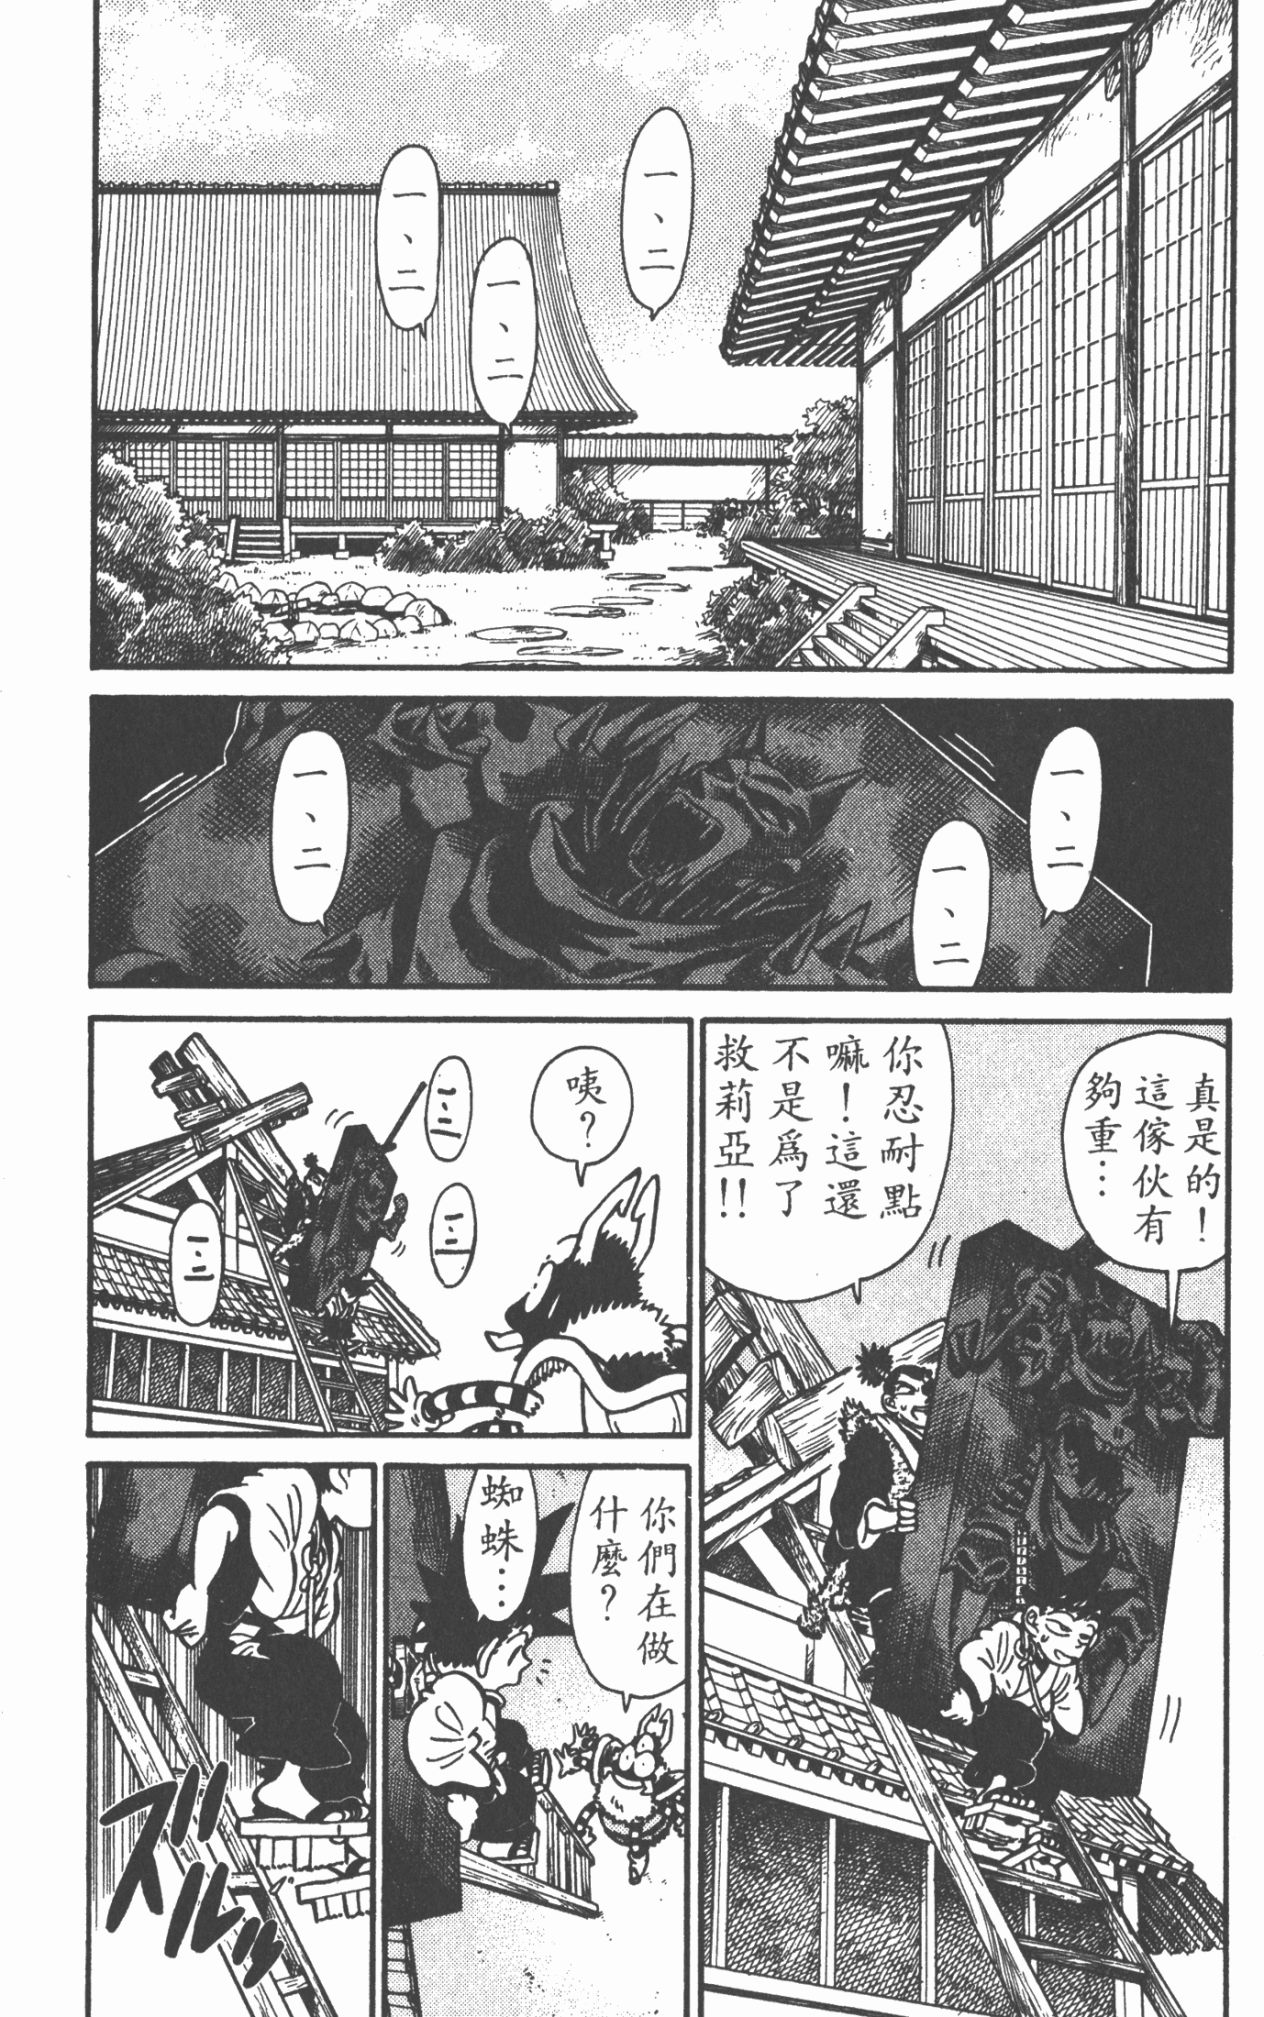 一、二
一、二
一、二
一、二
一、二
一、二
真是的！
這傢伙有
夠重…
你忍耐點
嘛！這還
不是爲了
救莉亞!!
咦？
一、二
一、二
一、二
你們在做
什麼？
蜘蛛…
ズズルッ